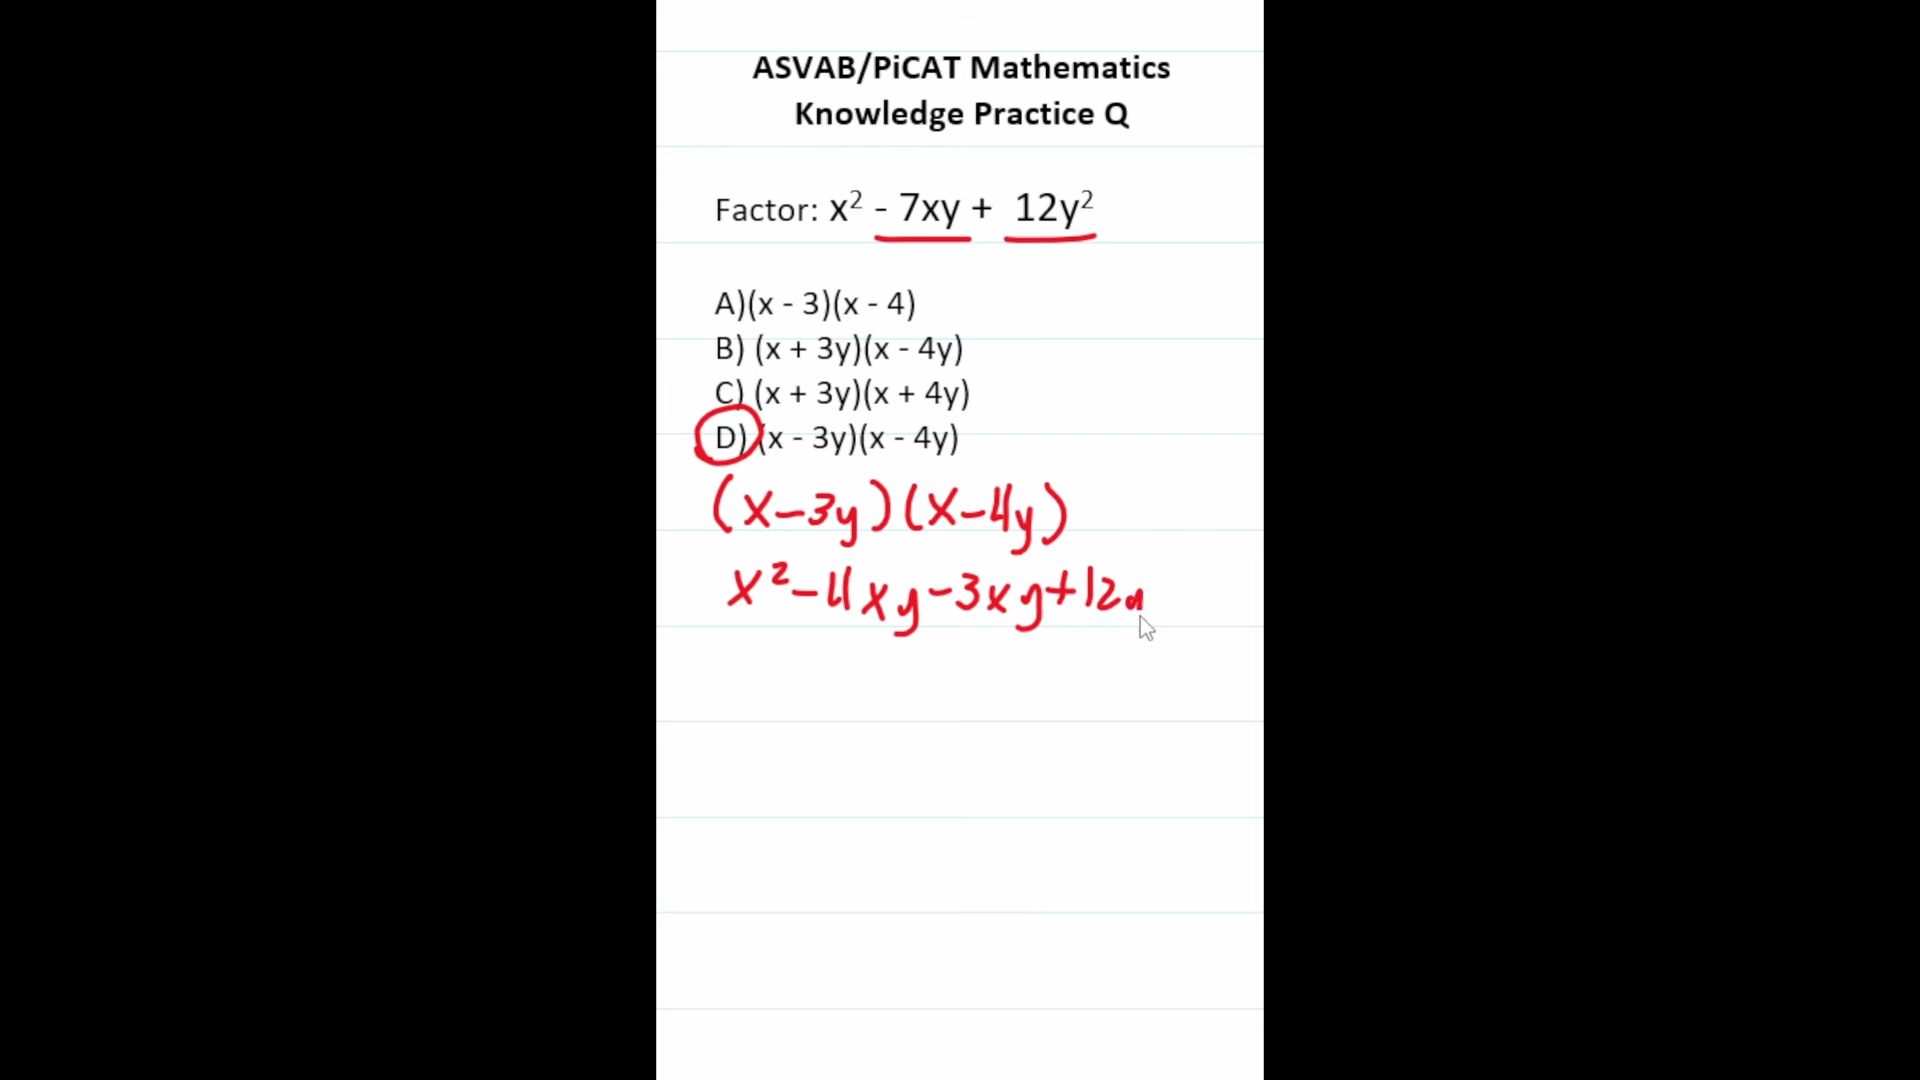 ASVAB/PiCAT Mathematics
Knowledge Practice Q
Factor: x² - 7xy + 12y²
A)(x - 3)(x - 4)
B) (x + 3y)(x - 4y)
C) (x + 3y)(x + 4y)
D) (x - 3y)(x - 4y)
(x-3y)(x-4y)
x²-4xy-3xy+12